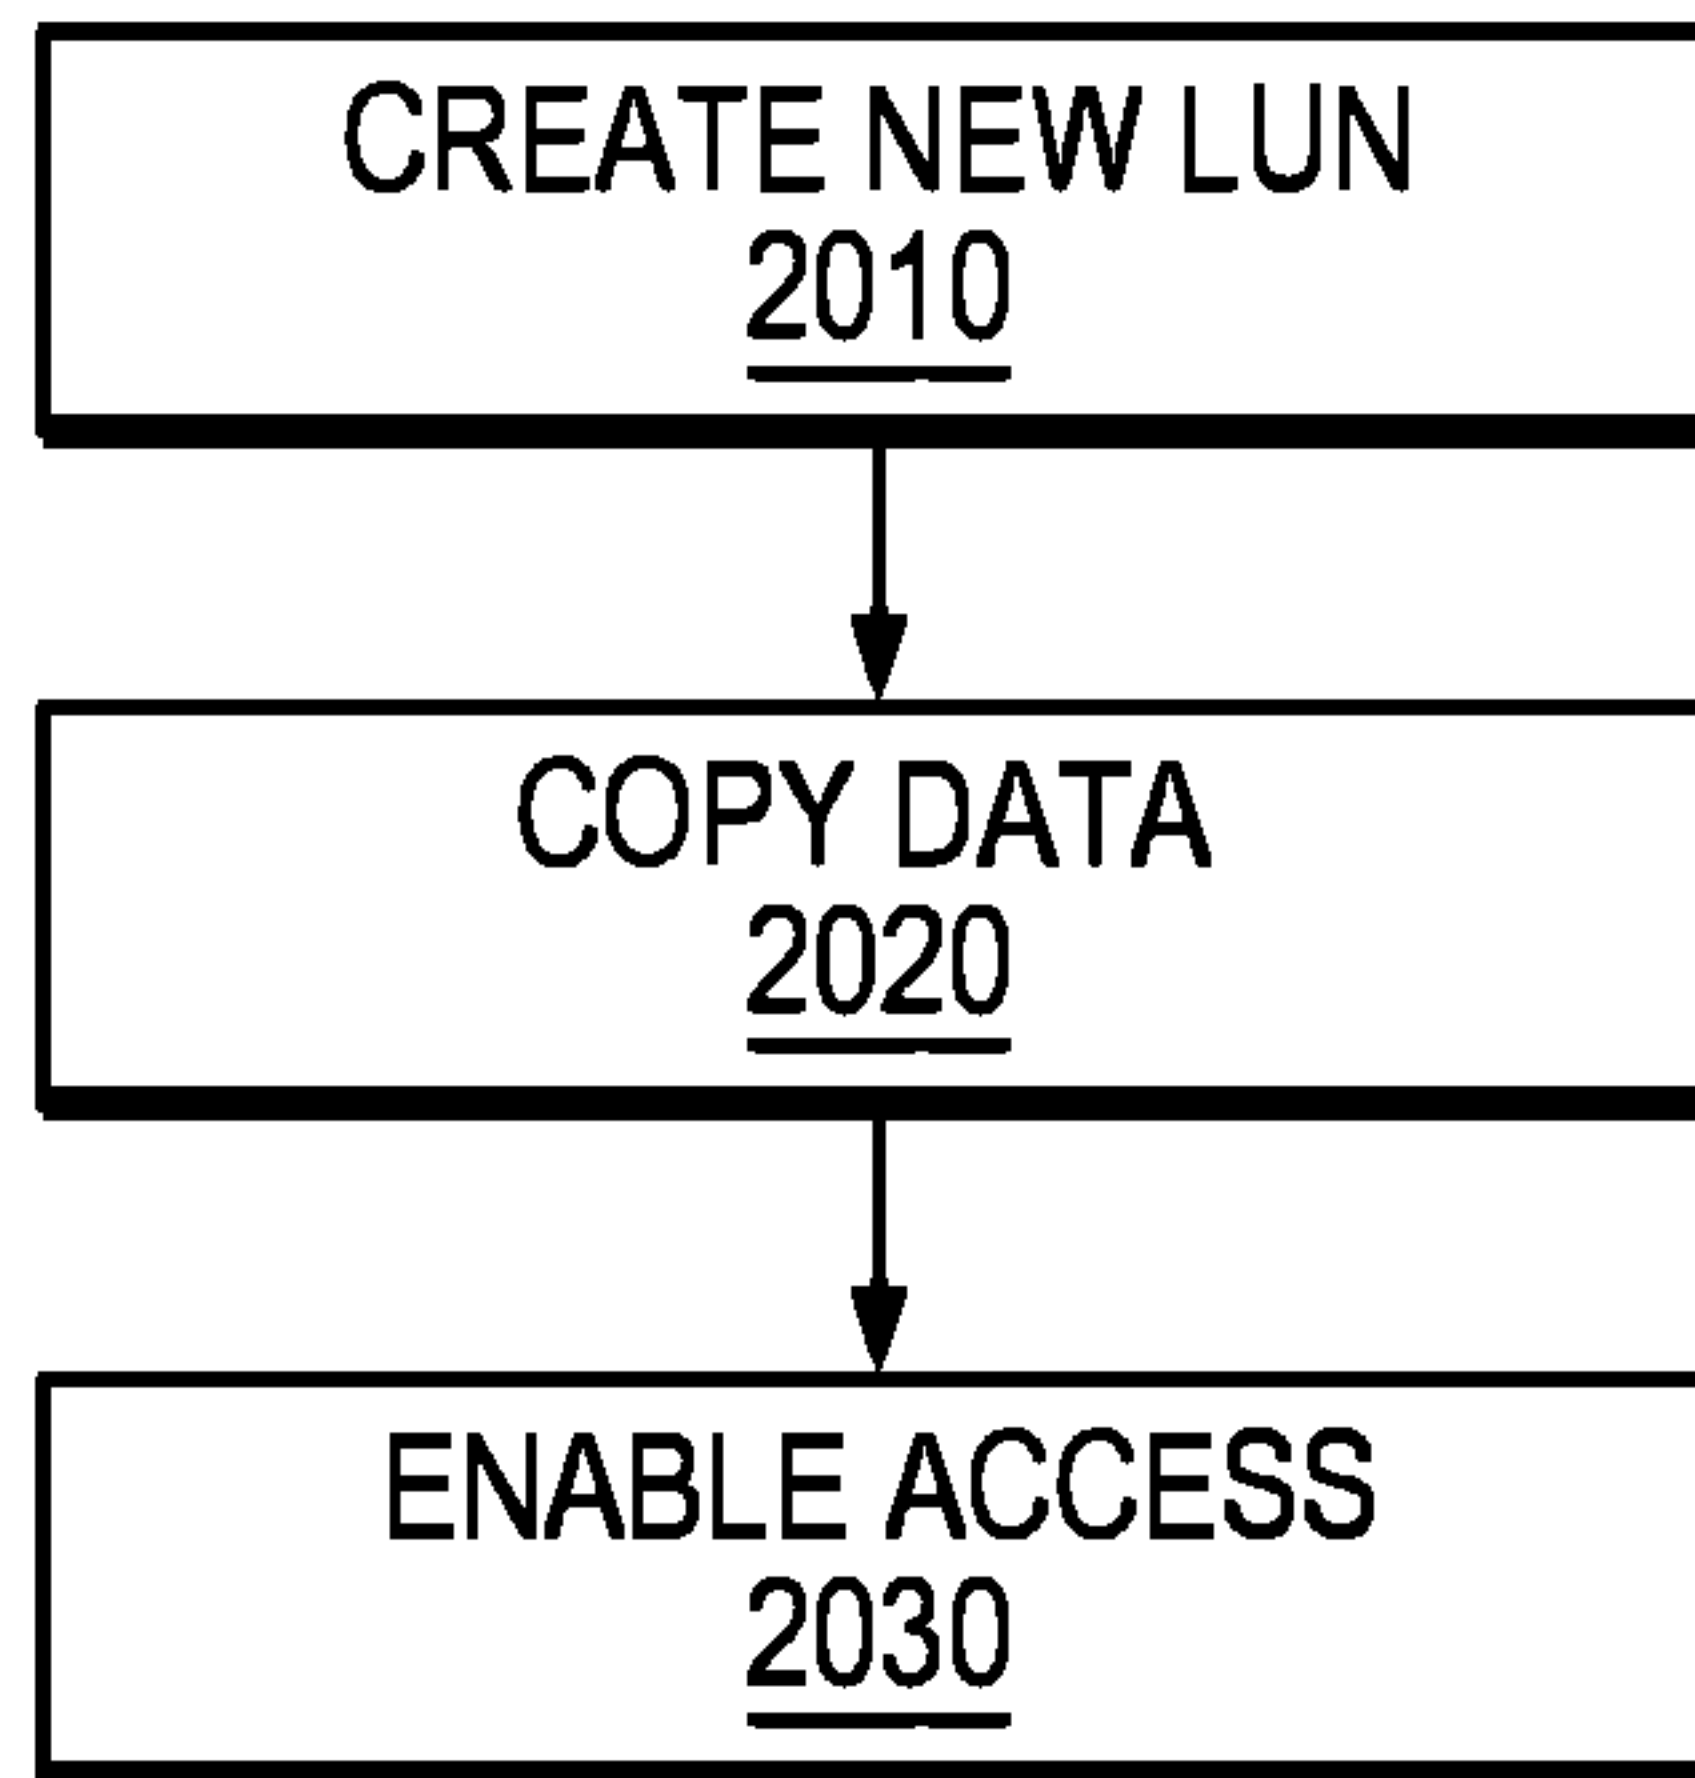 CREATE NEW LUN
2010
COPY DATA
2020
ENABLE ACCESS
2030